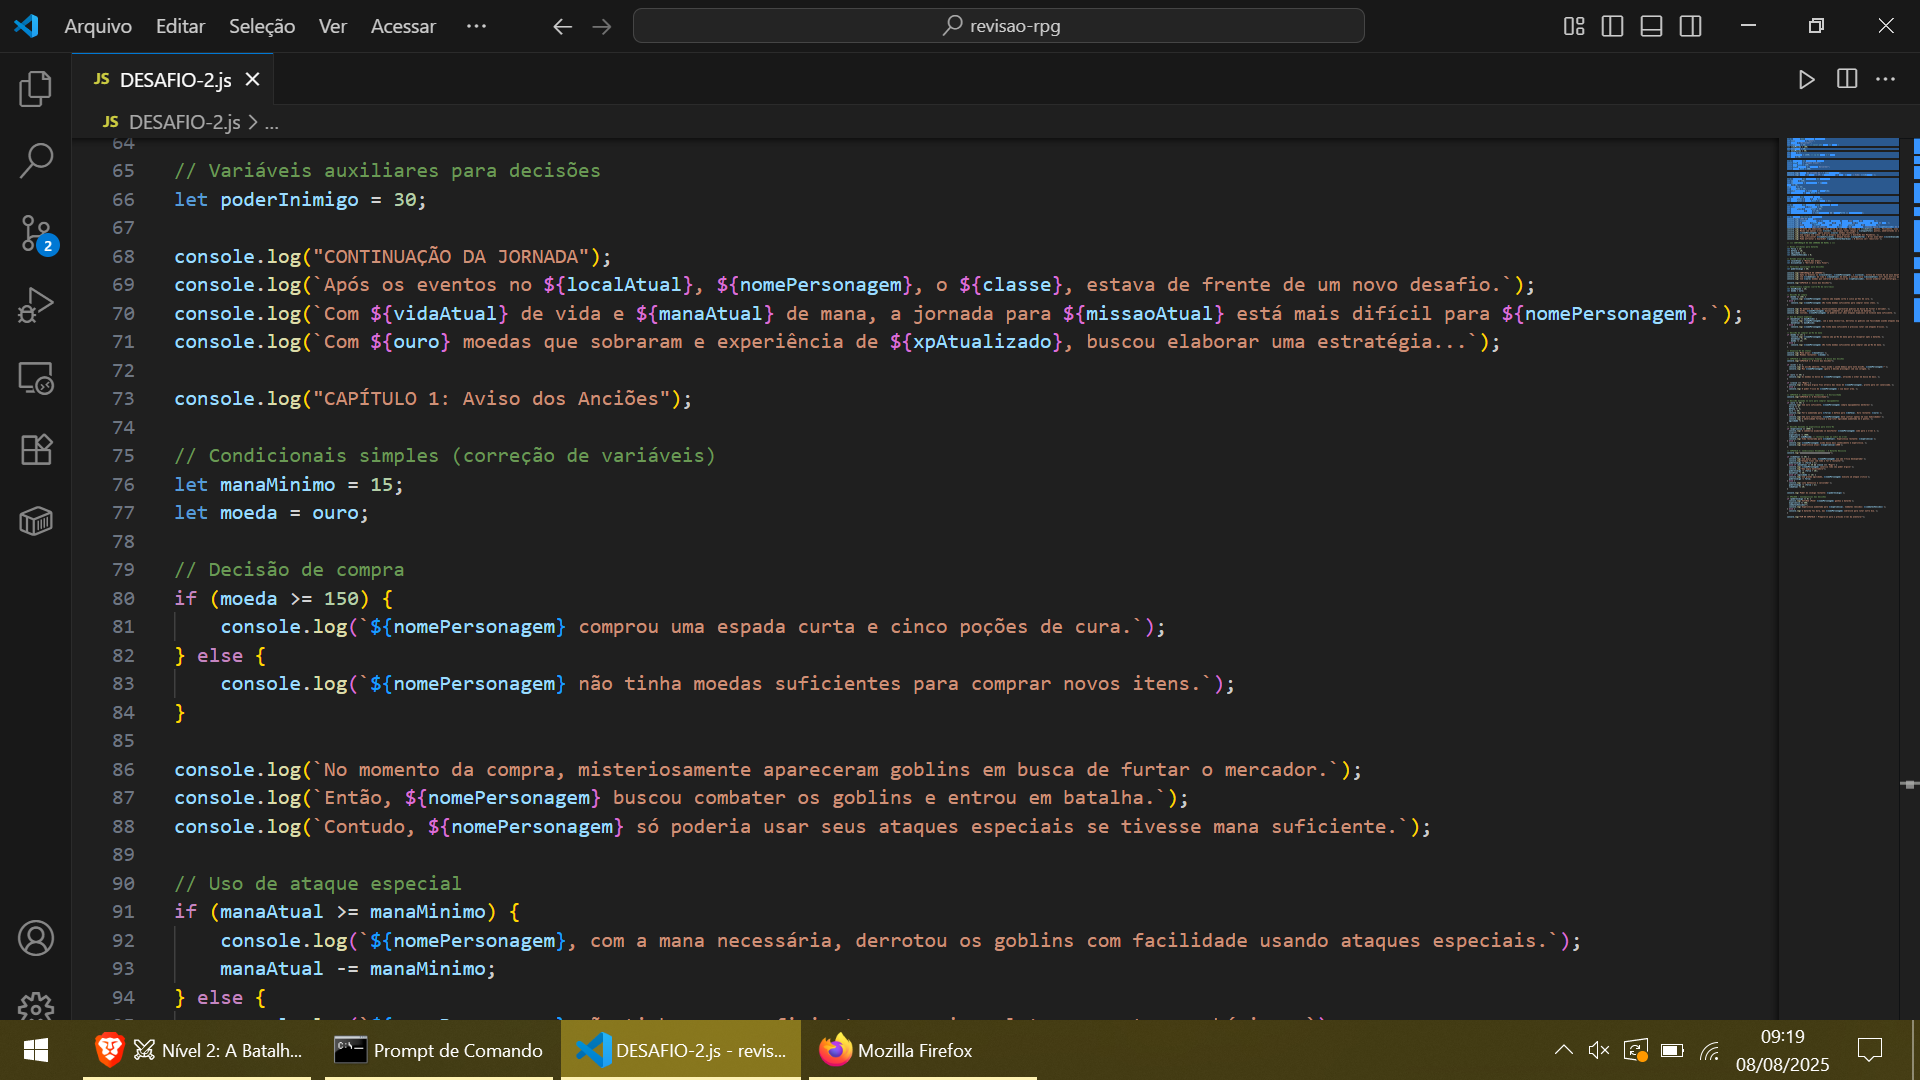 Arquivo Editar Seleção Ver Acessar ··· revisao-rpg
JS DESAFIO-2.js
JS DESAFIO-2.js > ...
64
65 // Variáveis auxiliares para decisões
66 let poderInimigo = 30;
67
68 console.log("CONTINUAÇÃO DA JORNADA");
69 console.log(`Após os eventos no ${localAtual}, ${nomePersonagem}, o ${classe}, estava de frente de um novo desafio.`);
70 console.log(`Com ${vidaAtual} de vida e ${manaAtual} de mana, a jornada para ${missaoAtual} está mais difícil para ${nomePersonagem}.`);
71 console.log(`Com ${ouro} moedas que sobraram e experiência de ${xpAtualizado}, buscou elaborar uma estratégia...`);
72
73 console.log("CAPÍTULO 1: Aviso dos Anciões");
74
75 // Condicionais simples (correção de variáveis)
76 let manaMinimo = 15;
77 let moeda = ouro;
78
79 // Decisão de compra
80 if (moeda >= 150) {
81 console.log(`${nomePersonagem} comprou uma espada curta e cinco poções de cura.`);
82 } else {
83 console.log(`${nomePersonagem} não tinha moedas suficientes para comprar novos itens.`);
84 }
85
86 console.log(`No momento da compra, misteriosamente apareceram goblins em busca de furtar o mercador.`);
87 console.log(`Então, ${nomePersonagem} buscou combater os goblins e entrou em batalha.`);
88 console.log(`Contudo, ${nomePersonagem} só poderia usar seus ataques especiais se tivesse mana suficiente.`);
89
90 // Uso de ataque especial
91 if (manaAtual >= manaMinimo) {
92 console.log(`${nomePersonagem}, com a mana necessária, derrotou os goblins com facilidade usando ataques especiais.`);
93 manaAtual -= manaMinimo;
94 } else {
2
Nível 2: A Batalh... Prompt de Comando DESAFIO-2.js - revis... Mozilla Firefox
09:19
08/08/2025